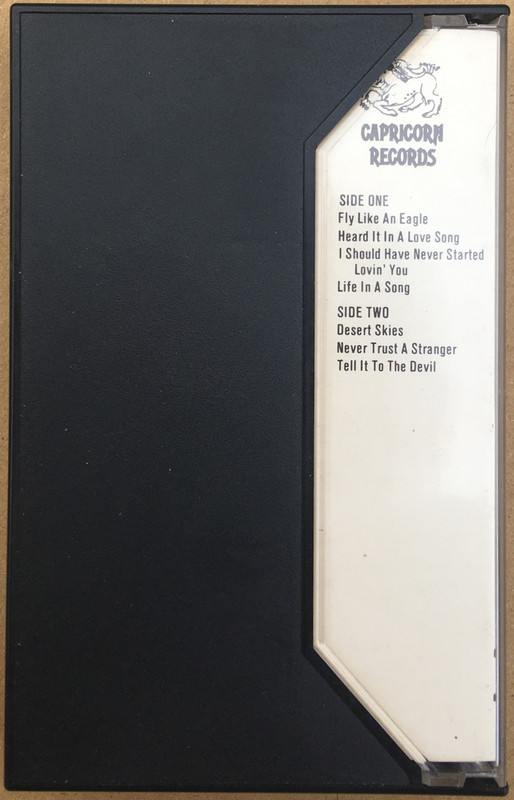 CAPRICORN
RECORDS
SIDE ONE
Fly Like An Eagle
Heard It In A Love Song
I Should Have Never Started
Lovin' You
Life In A Song
SIDE TWO
Desert Skies
Never Trust A Stranger
Tell It To The Devil